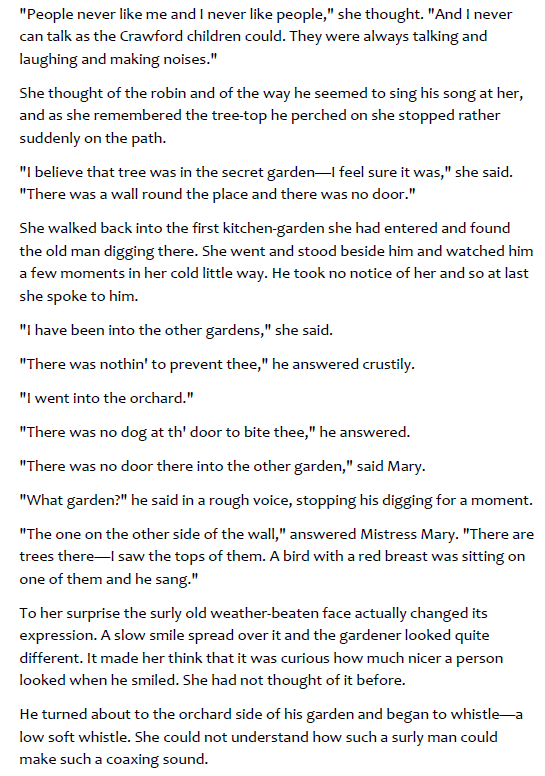 "People never like me and I never like people," she thought. "And I never
can talk as the Crawford children could. They were always talking and
laughing and making noises."
She thought of the robin and of the way he seemed to sing his song at her,
and as she remembered the tree-top he perched on she stopped rather
suddenly on the path.
"I believe that tree was in the secret garden—I feel sure it was," she said.
"There was a wall round the place and there was no door."
She walked back into the first kitchen-garden she had entered and found
the old man digging there. She went and stood beside him and watched him
a few moments in her cold little way. He took no notice of her and so at last
she spoke to him.
"I have been into the other gardens," she said.
"There was nothin' to prevent thee," he answered crustily.
"I went into the orchard."
"There was no dog at th' door to bite thee," he answered.
"There was no door there into the other garden," said Mary.
"What garden?" he said in a rough voice, stopping his digging for a moment.
"The one on the other side of the wall," answered Mistress Mary. "There are
trees there—I saw the tops of them. A bird with a red breast was sitting on
one of them and he sang."
To her surprise the surly old weather-beaten face actually changed its
expression. A slow smile spread over it and the gardener looked quite
different. It made her think that it was curious how much nicer a person
looked when he smiled. She had not thought of it before.
He turned about to the orchard side of his garden and began to whistle—a
low soft whistle. She could not understand how such a surly man could
make such a coaxing sound.